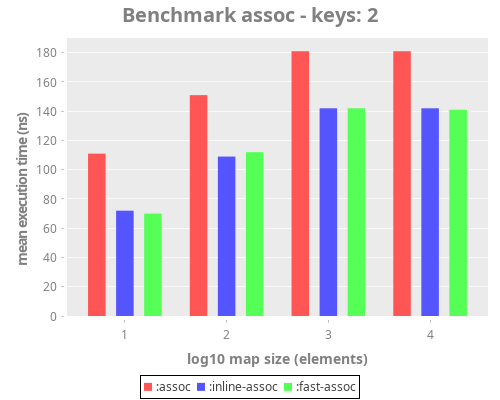 Benchmark assoc - keys: 2
mean execution time (ns)
180
160
140
120
100
80
60
40
20
0
1 2 3 4
log10 map size (elements)
:assoc :inline-assoc :fast-assoc